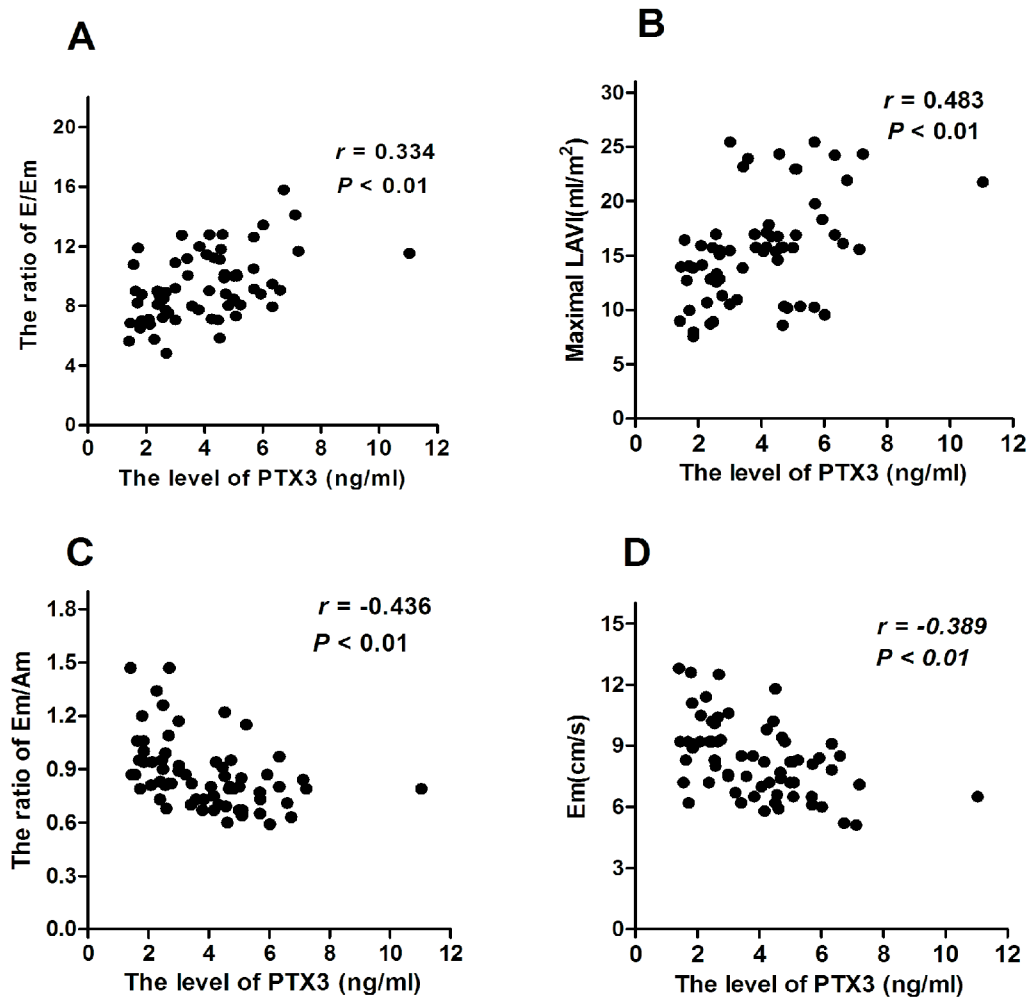 A
r = 0.334
P < 0.01
The ratio of E/Em
20
16
12
8
4
0
0 2 4 6 8 10 12
The level of PTX3 (ng/ml)
B
r = 0.483
P < 0.01
Maximal LAVI(ml/m²)
30
25
20
15
10
5
0
0 2 4 6 8 10 12
The level of PTX3 (ng/ml)
C
r = -0.436
P < 0.01
The ratio of Em/Am
1.8
1.5
1.2
0.9
0.6
0.3
0.0
0 2 4 6 8 10 12
The level of PTX3 (ng/ml)
D
r = -0.389
P < 0.01
Em(cm/s)
15
12
9
6
3
0
0 2 4 6 8 10 12
The level of PTX3 (ng/ml)